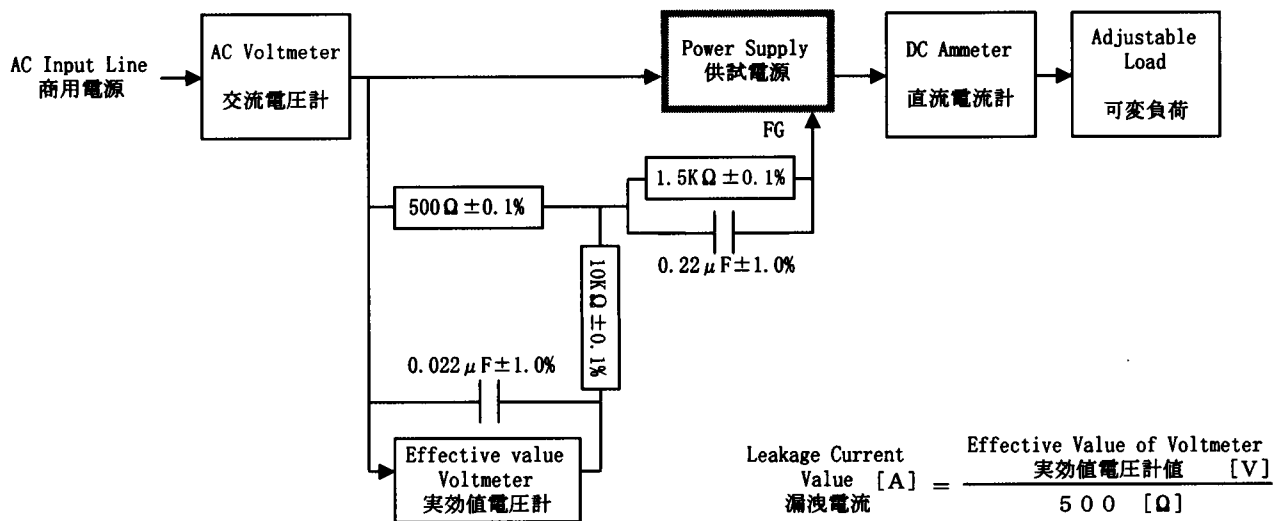 AC Input Line
商用電源
AC Voltmeter
交流電圧計
Power Supply
供試電源
DC Ammeter
直流電流計
Adjustable
Load
可変負荷
FG
1.5KΩ±0.1%
500Ω±0.1%
0.22μF±1.0%
10KΩ±0.1%
0.022μF±1.0%
Effective value
Voltmeter
実効値電圧計
Leakage Current
Value [A] =
漏洩電流
Effective Value of Voltmeter
実効値電圧計値 [V]
500 [Ω]